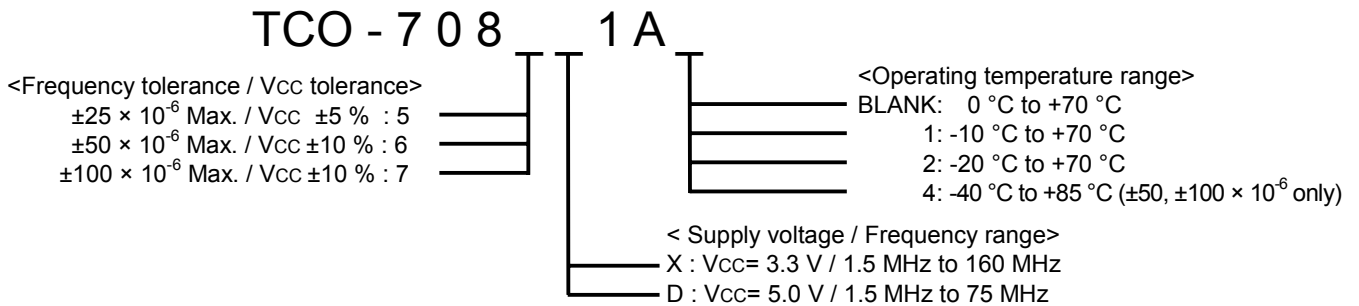 TCO - 7 0 8 _ _ 1 A _
<Frequency tolerance / VCC tolerance>
±25 × 10⁻⁶ Max. / VCC ±5 % : 5
±50 × 10⁻⁶ Max. / VCC ±10 % : 6
±100 × 10⁻⁶ Max. / VCC ±10 % : 7
<Operating temperature range>
BLANK: 0 °C to +70 °C
1: -10 °C to +70 °C
2: -20 °C to +70 °C
4: -40 °C to +85 °C (±50, ±100 × 10⁻⁶ only)
< Supply voltage / Frequency range>
X : VCC= 3.3 V / 1.5 MHz to 160 MHz
D : VCC= 5.0 V / 1.5 MHz to 75 MHz